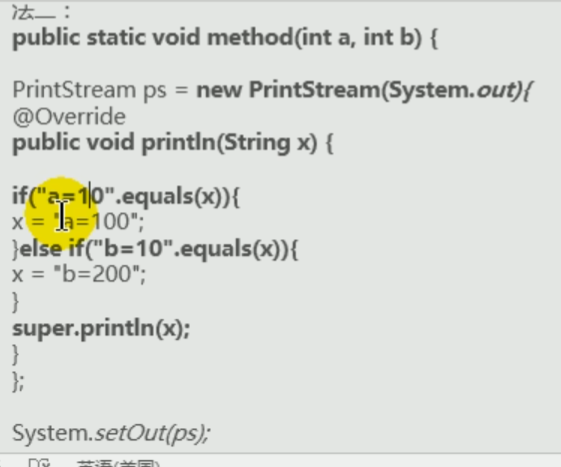 法二：
public static void method(int a, int b) {
PrintStream ps = new PrintStream(System.out){
@Override
public void println(String x) {
if("a=10".equals(x)){
x = "a=100";
}else if("b=10".equals(x)){
x = "b=200";
}
super.println(x);
}
};
System.setOut(ps);
英语(美国)